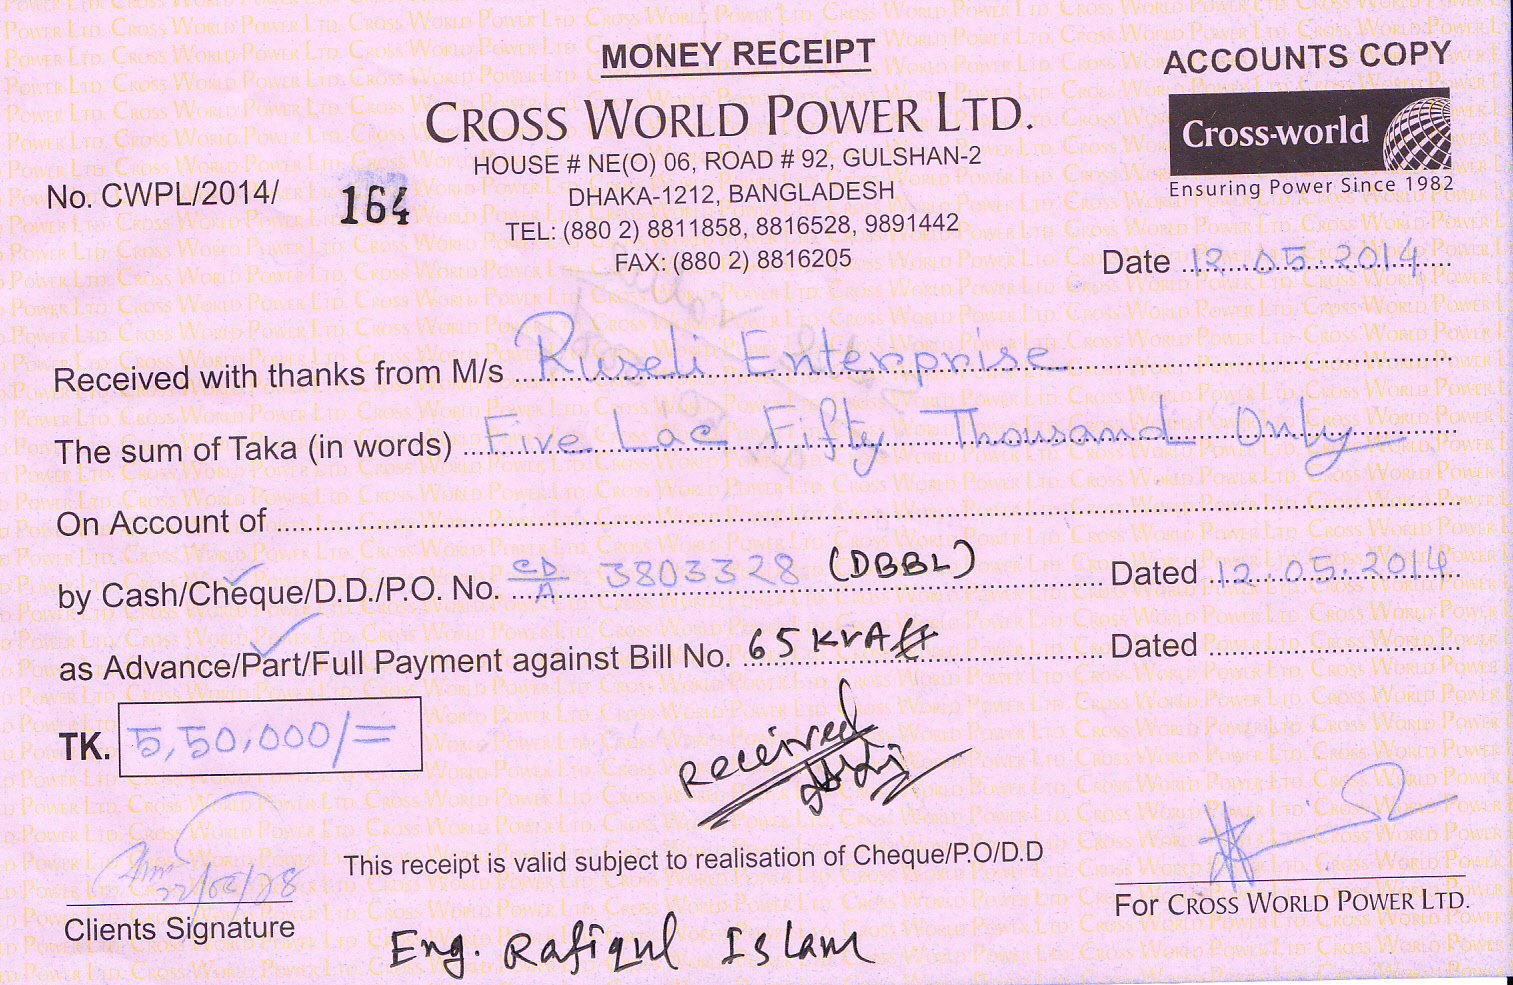 MONEY RECEIPT
ACCOUNTS COPY
CROSS WORLD POWER LTD.
Cross-world
Ensuring Power Since 1982
HOUSE # NE(O) 06, ROAD # 92, GULSHAN-2
DHAKA-1212, BANGLADESH
TEL: (880 2) 8811858, 8816528, 9891442
FAX: (880 2) 8816205
No. CWPL/2014/ 164
Date 12.05.2014
Received with thanks from M/s Ruseli Enterprise
The sum of Taka (in words) Five Lac Fifty Thousand Only
On Account of
by Cash/Cheque/D.D./P.O. No. CD/A 3803328 (DBBL) Dated 12.05.2014
as Advance/Part/Full Payment against Bill No. 65 KVA Dated
TK. 5,50,000/=
Received
This receipt is valid subject to realisation of Cheque/P.O/D.D
Clients Signature
For CROSS WORLD POWER LTD.
Eng. Rafiqul Islam